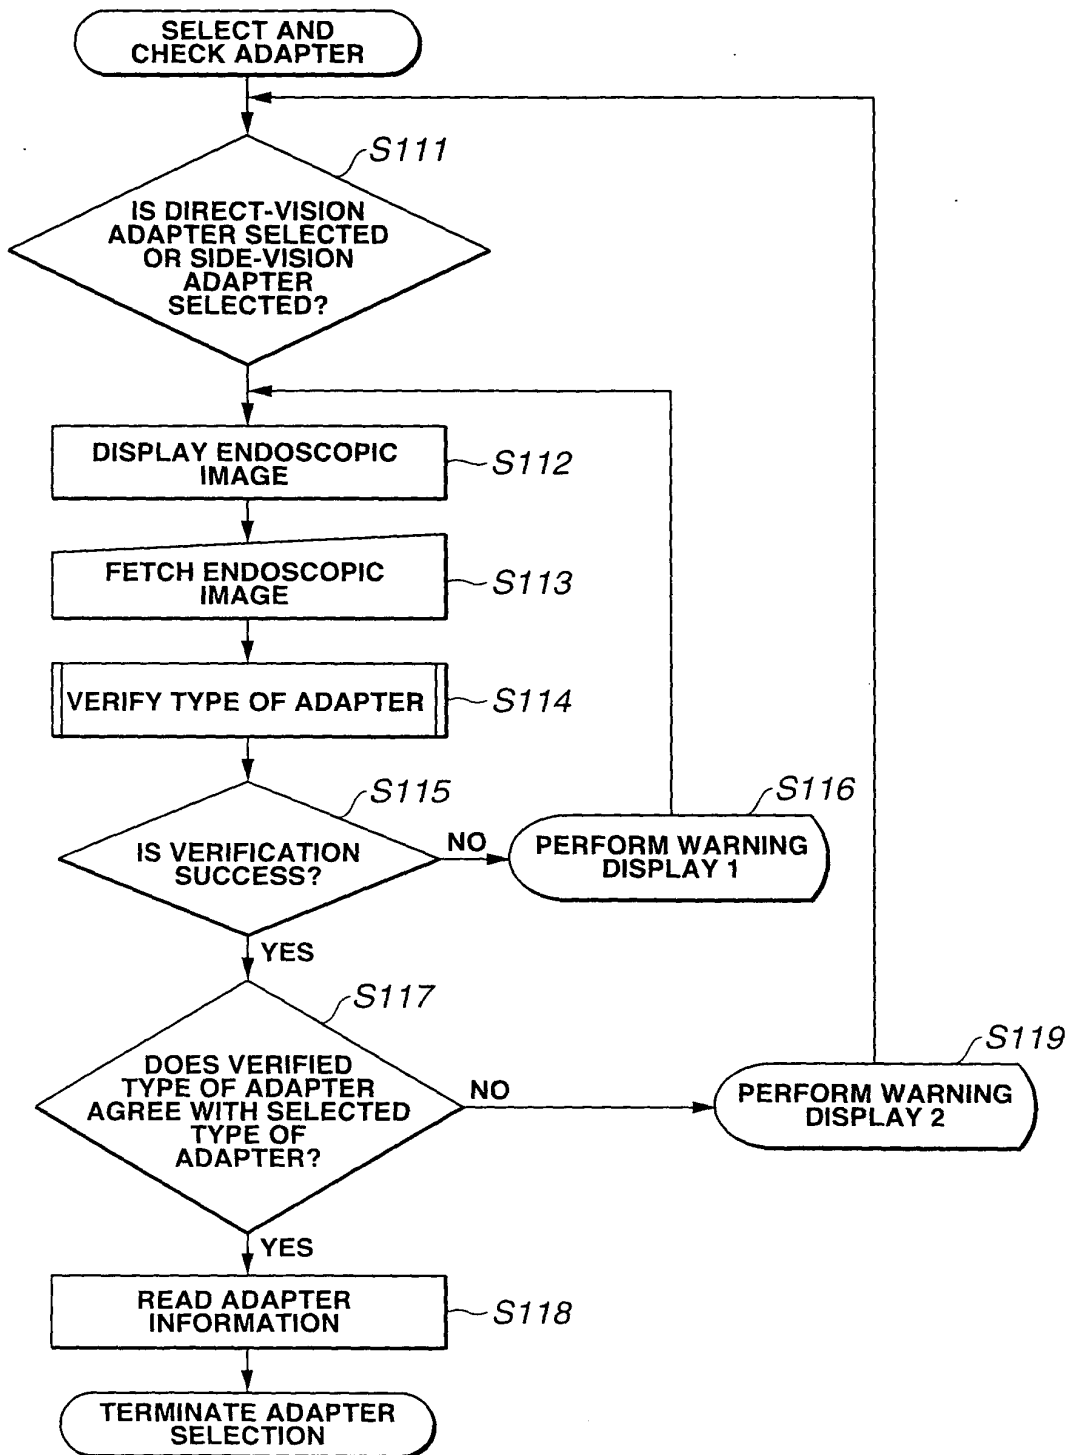 SELECT AND
CHECK ADAPTER
S111
IS DIRECT-VISION
ADAPTER SELECTED
OR SIDE-VISION
ADAPTER
SELECTED?
DISPLAY ENDOSCOPIC
IMAGE
S112
FETCH ENDOSCOPIC
IMAGE
S113
VERIFY TYPE OF ADAPTER
S114
S115
IS VERIFICATION
SUCCESS?
NO
S116
PERFORM WARNING
DISPLAY 1
YES
S117
DOES VERIFIED
TYPE OF ADAPTER
AGREE WITH SELECTED
TYPE OF
ADAPTER?
NO
S119
PERFORM WARNING
DISPLAY 2
YES
READ ADAPTER
INFORMATION
S118
TERMINATE ADAPTER
SELECTION